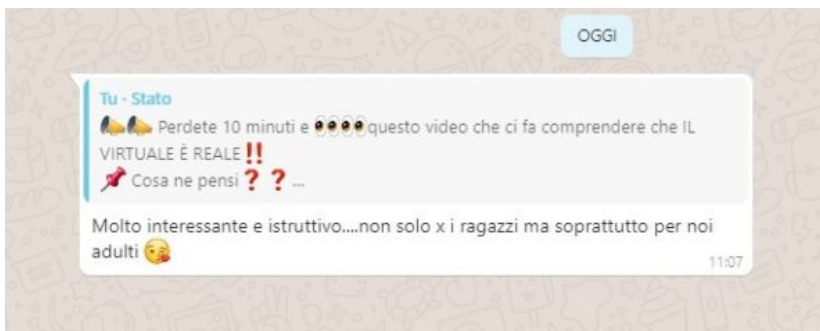 OGGI
Tu - Stato
📣📣 Perdete 10 minuti e 👀👀questo video che ci fa comprendere che IL
VIRTUALE È REALE‼️
📌 Cosa ne pensi❓❓...
Molto interessante e istruttivo....non solo x i ragazzi ma soprattutto per noi
adulti 😘
11:07